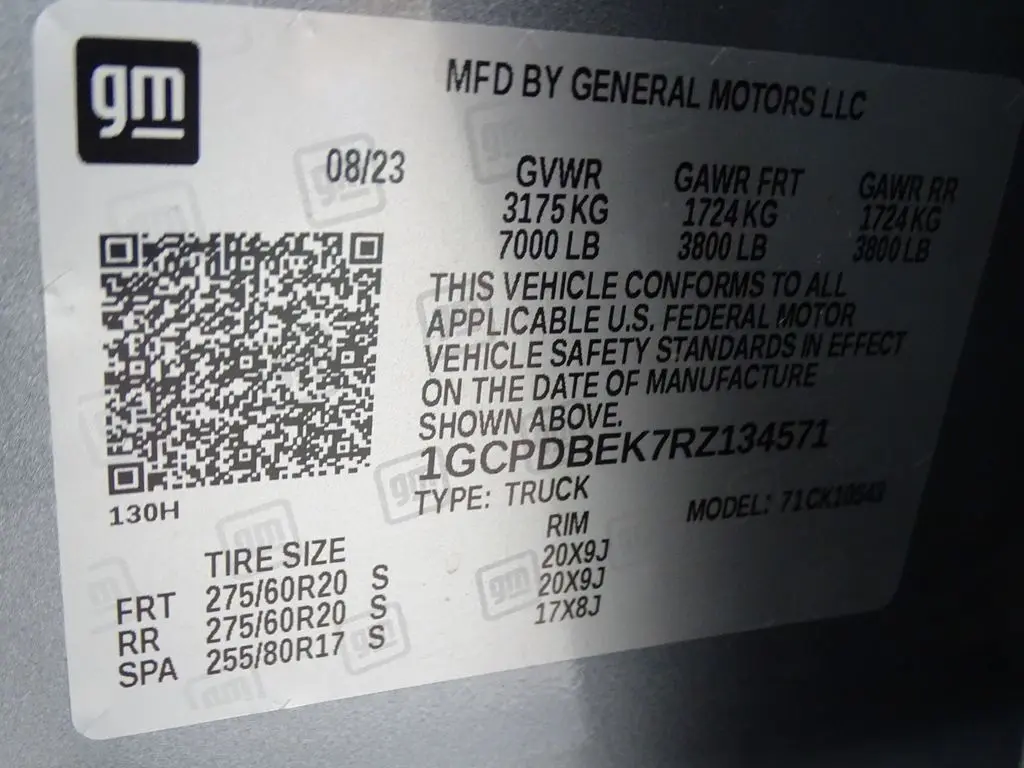 gm
MFD BY GENERAL MOTORS LLC
08/23 GVWR GAWR FRT GAWR RR
3175 KG 1724 KG 1724 KG
7000 LB 3800 LB 3800 LB
THIS VEHICLE CONFORMS TO ALL
APPLICABLE U.S. FEDERAL MOTOR
VEHICLE SAFETY STANDARDS IN EFFECT
ON THE DATE OF MANUFACTURE
SHOWN ABOVE.
1GCPDBEK7RZ134571
130H
TYPE: TRUCK MODEL:
TIRE SIZE RIM
FRT 275/60R20 S 20X9J
RR 275/60R20 S 20X9J
SPA 255/80R17 S 17X8J